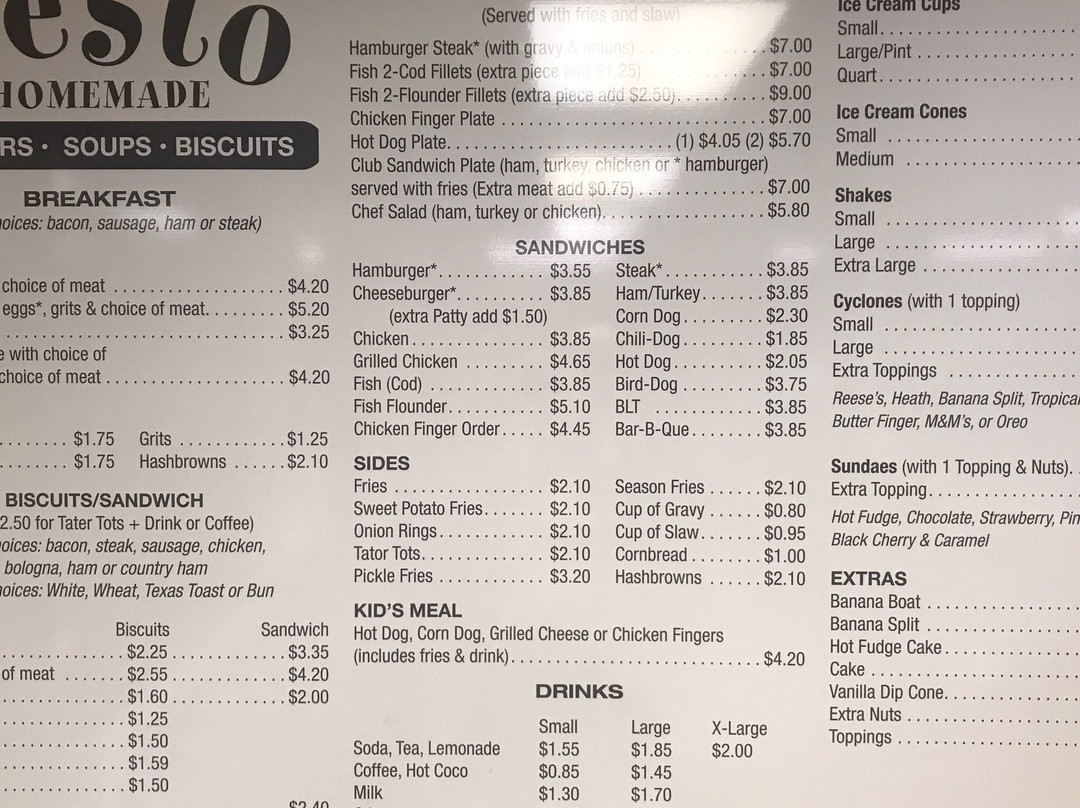 HOMEMADE
SOUPS • BISCUITS
BREAKFAST
bacon, sausage, ham or steak)
choice of meat . . . . . . . . . . . . . . . . . . . . . . $4.20
eggs*, grits & choice of meat. . . . . . . . . $5.20
$3.25
with choice of
choice of meat . . . . . . . . . . . . . . . . . . . . . . . $4.20
. . . . . . . . $1.75 Grits . . . . . . . . . . . . $1.25
. . . . . . . . $1.75 Hashbrowns . . . . . . $2.10
BISCUITS/SANDWICH
2.50 for Tater Tots + Drink or Coffee)
bacon, steak, sausage, chicken,
bologna, ham or country ham
White, Wheat, Texas Toast or Bun
Biscuits Sandwich
$2.25 . . . . . . . . . . . . . . $3.35
of meat . . . . . . . $2.55 . . . . . . . . . . . . . . $4.20
$1.60 . . . . . . . . . . . . . . $2.00
$1.25
$1.50
$1.59
$1.50
(Served with fries and slaw)
Hamburger Steak* (with gravy & onions) . . . . . . . . . . . . . . . $7.00
Fish 2-Cod Fillets (extra piece add $1.25) . . . . . . . . . . . . . . $7.00
Fish 2-Flounder Fillets (extra piece add $2.50). . . . . . . . . . $9.00
Chicken Finger Plate . . . . . . . . . . . . . . . . . . . . . . . . . . . . . . $7.00
Hot Dog Plate. . . . . . . . . . . . . . . . . . . . . . . . (1) $4.05 (2) $5.70
Club Sandwich Plate (ham, turkey, chicken or * hamburger)
served with fries (Extra meat add $0.75) . . . . . . . . . . . . . . . $7.00
Chef Salad (ham, turkey or chicken). . . . . . . . . . . . . . . . . . . $5.80
SANDWICHES
Hamburger*. . . . . . . . . . . . $3.55 Steak*. . . . . . . . . . . . . $3.85
Cheeseburger*. . . . . . . . . . $3.85 Ham/Turkey. . . . . . . . $3.85
(extra Patty add $1.50) Corn Dog . . . . . . . . . . $2.30
Chicken . . . . . . . . . . . . . . . $3.85 Chili-Dog . . . . . . . . . . $1.85
Grilled Chicken . . . . . . . . . $4.65 Hot Dog. . . . . . . . . . . . $2.05
Fish (Cod) . . . . . . . . . . . . . $3.85 Bird-Dog . . . . . . . . . . . $3.75
Fish Flounder. . . . . . . . . . . $5.10 BLT . . . . . . . . . . . . . . $3.85
Chicken Finger Order. . . . . $4.45 Bar-B-Que. . . . . . . . . $3.85
SIDES
Fries . . . . . . . . . . . . . . . . . $2.10 Season Fries . . . . . . . $2.10
Sweet Potato Fries. . . . . . . $2.10 Cup of Gravy . . . . . . . $0.80
Onion Rings. . . . . . . . . . . . $2.10 Cup of Slaw. . . . . . . . . $0.95
Tator Tots. . . . . . . . . . . . . . $2.10 Cornbread . . . . . . . . . $1.00
Pickle Fries . . . . . . . . . . . . $3.20 Hashbrowns . . . . . . . $2.10
KID'S MEAL
Hot Dog, Corn Dog, Grilled Cheese or Chicken Fingers
(includes fries & drink). . . . . . . . . . . . . . . . . . . . . . . . . . . $4.20
DRINKS
Small Large X-Large
Soda, Tea, Lemonade $1.55 $1.85 $2.00
Coffee, Hot Coco $0.85 $1.45
Milk $1.30 $1.70
Ice Cream Cups
Small. . . . . . . . . . . . . . . .
Large/Pint . . . . . . . . . . . .
Quart. . . . . . . . . . . . . . . .
Ice Cream Cones
Small . . . . . . . . . . . . . . .
Medium . . . . . . . . . . . . .
Shakes
Small . . . . . . . . . . . . . . .
Large . . . . . . . . . . . . . . .
Extra Large . . . . . . . . . . .
Cyclones (with 1 topping)
Small . . . . . . . . . . . . . . .
Large . . . . . . . . . . . . . . .
Extra Toppings . . . . . . . .
Reese's, Heath, Banana Split, Tropical
Butter Finger, M&M's, or Oreo
Sundaes (with 1 Topping & Nuts). .
Extra Topping. . . . . . . . . .
Hot Fudge, Chocolate, Strawberry,
Black Cherry & Caramel
EXTRAS
Banana Boat . . . . . . . . . .
Banana Split . . . . . . . . . .
Hot Fudge Cake. . . . . . . .
Cake . . . . . . . . . . . . . . . .
Vanilla Dip Cone. . . . . . . .
Extra Nuts . . . . . . . . . . . .
Toppings . . . . . . . . . . . . .